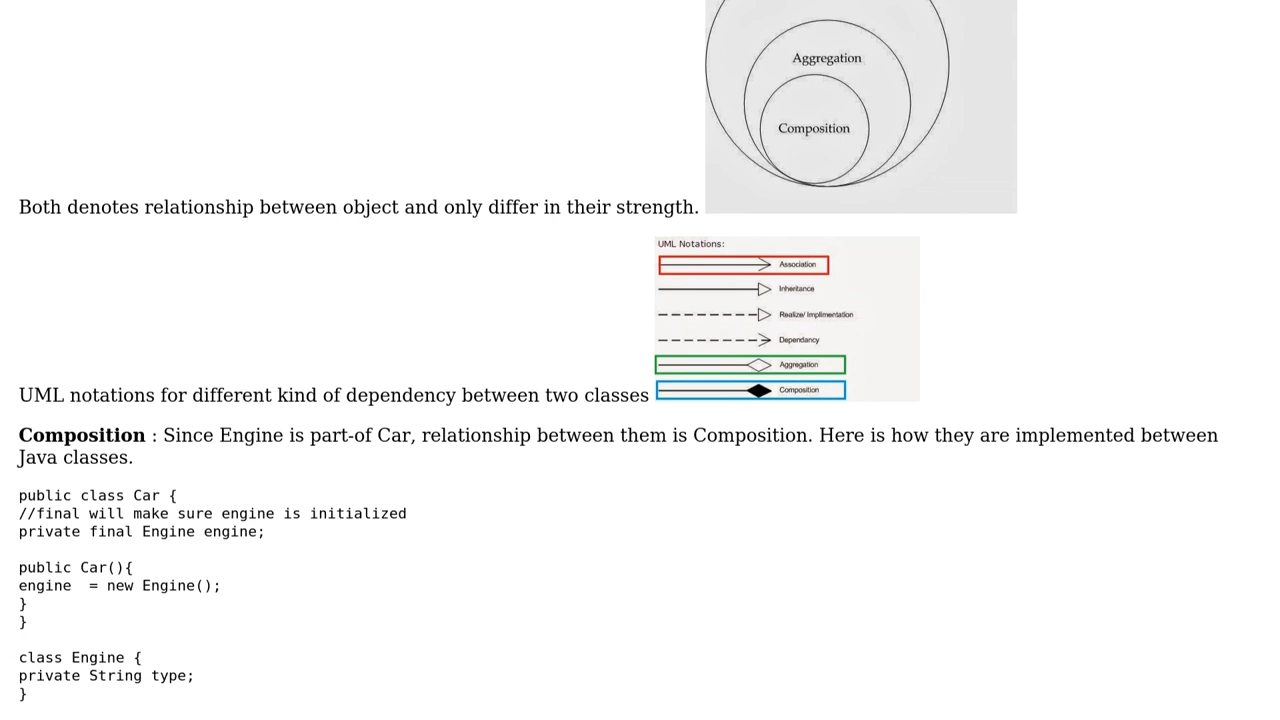 Aggregation
Composition
Both denotes relationship between object and only differ in their strength.
UML Notations:
Association
Inheritance
Realize/ Implimentation
Dependancy
Aggregation
Composition
UML notations for different kind of dependency between two classes
Composition : Since Engine is part-of Car, relationship between them is Composition. Here is how they are implemented between
Java classes.
public class Car {
//final will make sure engine is initialized
private final Engine engine;
public Car(){
engine  = new Engine();
}
}
class Engine {
private String type;
}